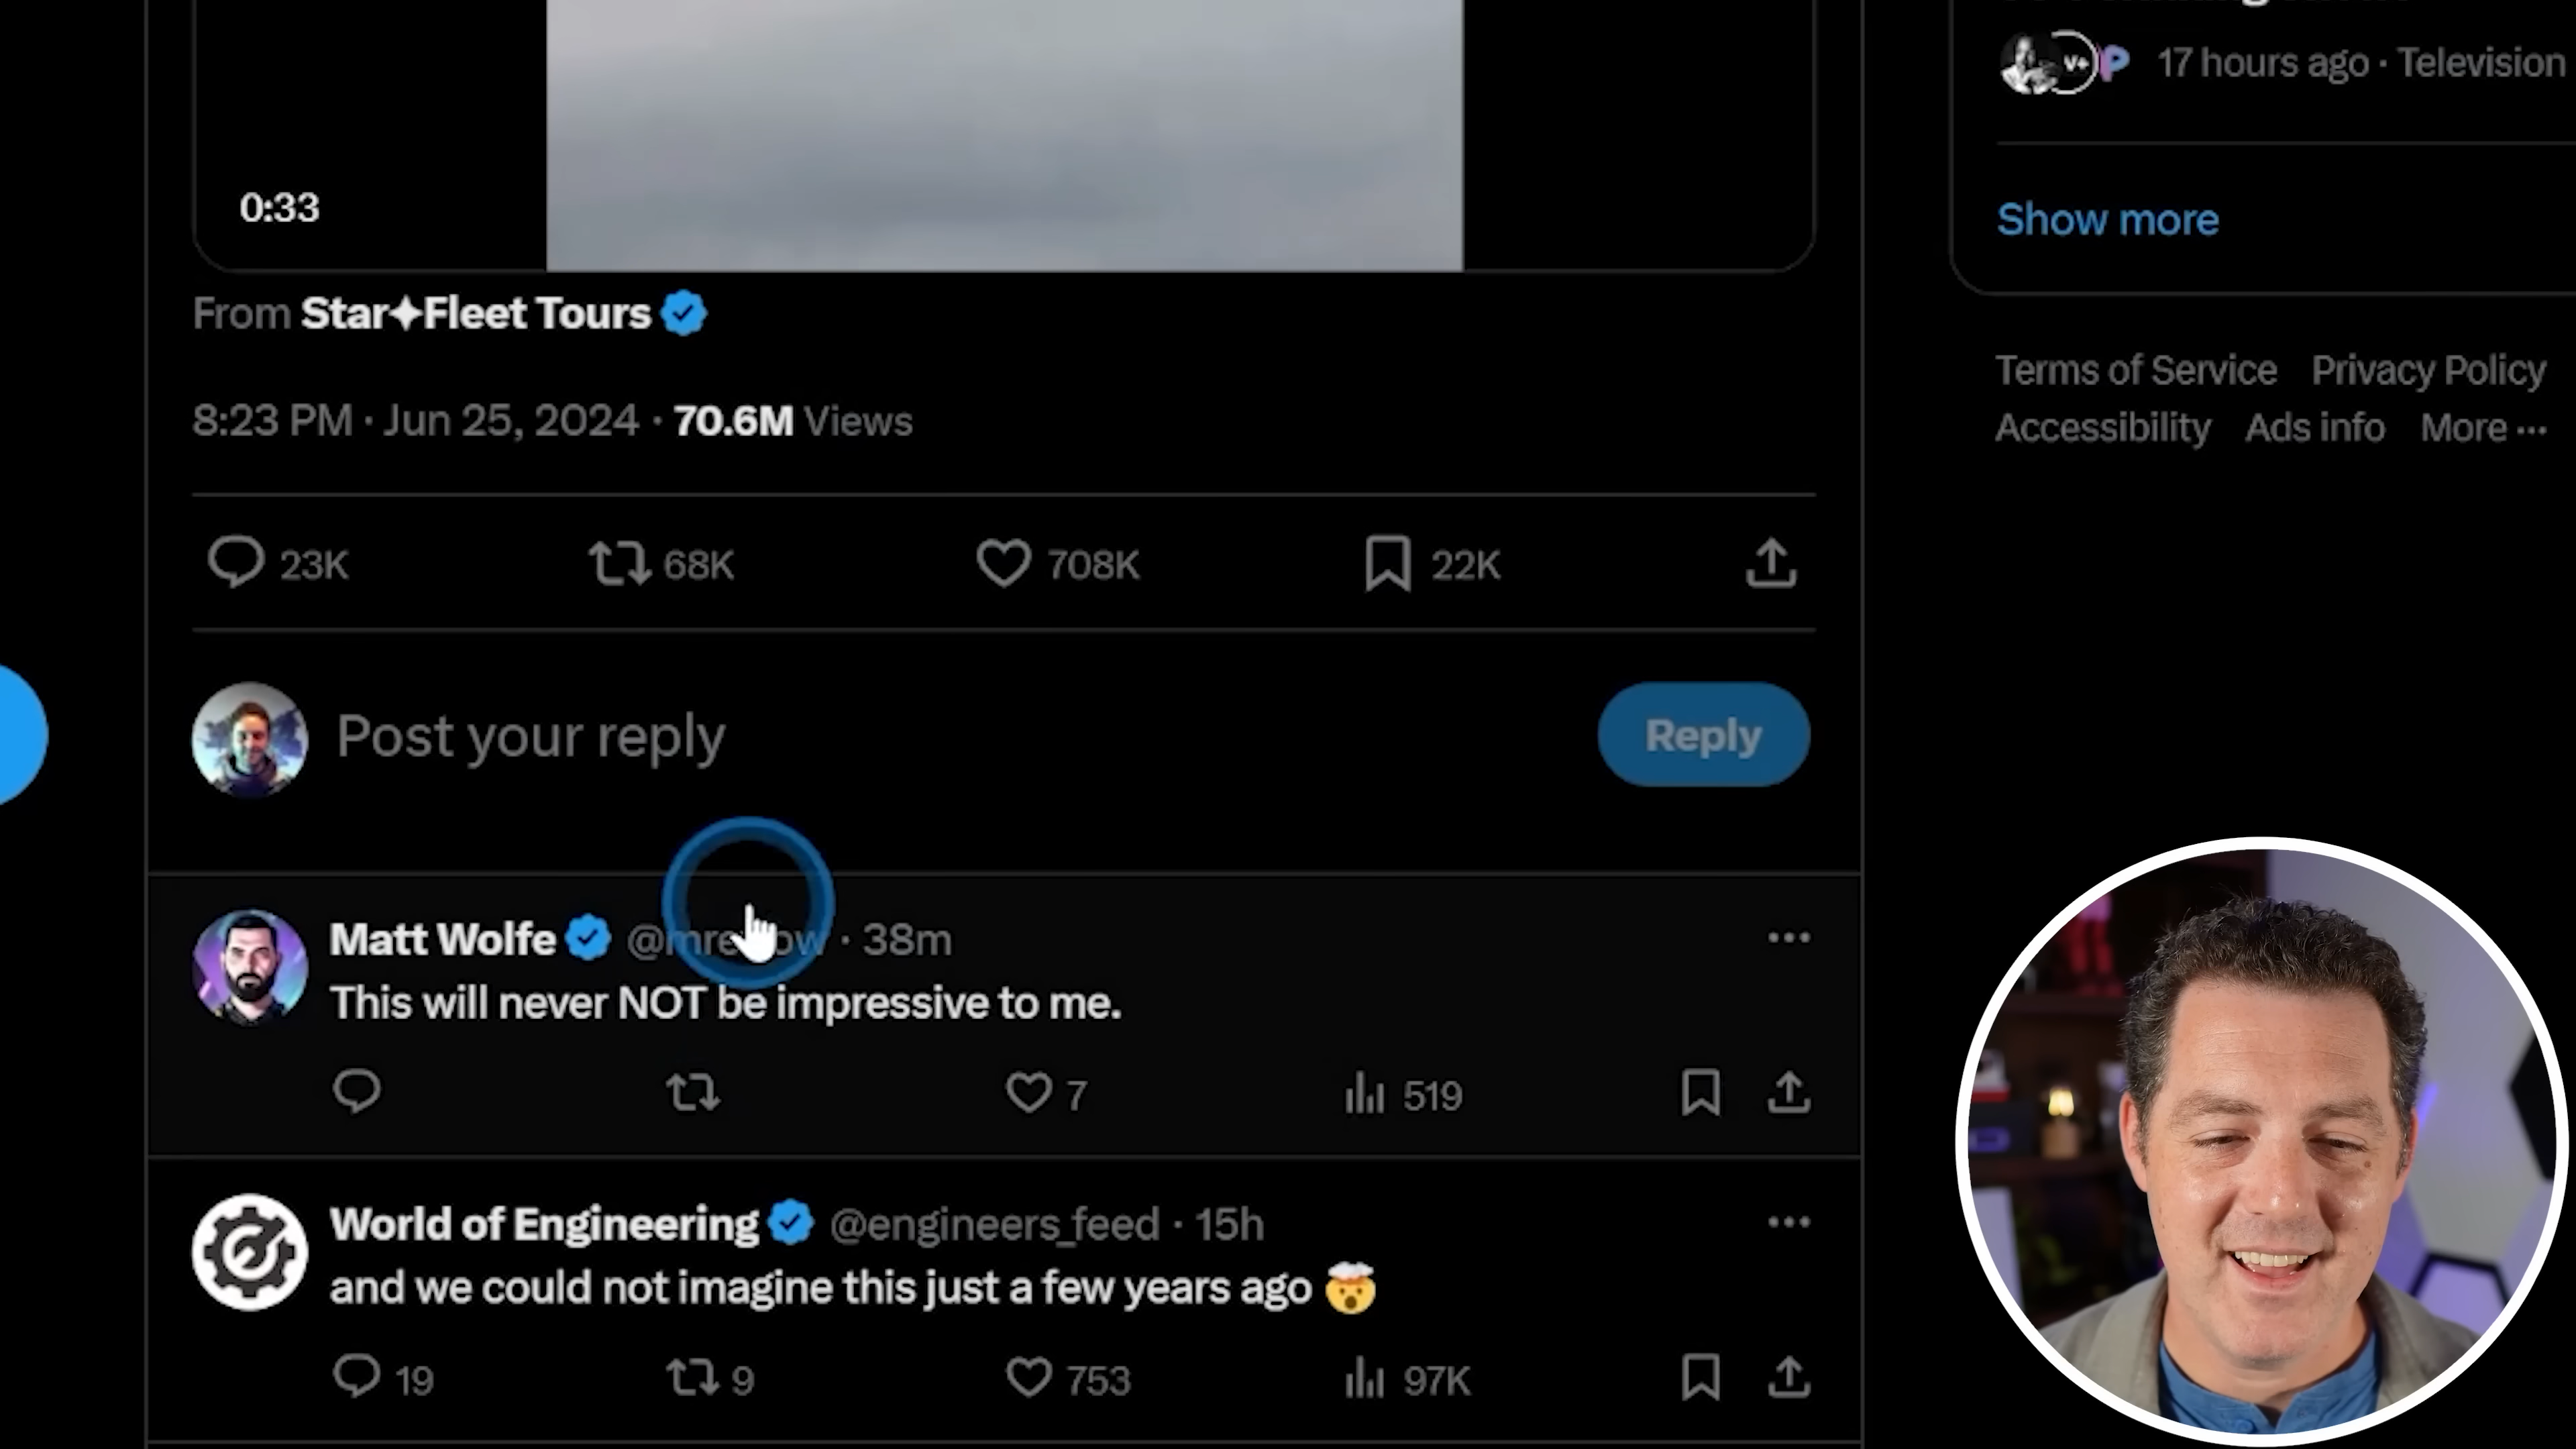 17 hours ago · Television
0:33
Show more
From Star✦Fleet Tours
8:23 PM · Jun 25, 2024 · 70.6M Views
Terms of Service Privacy Policy
Accessibility Ads info More ···
23K 68K 708K 22K
Post your reply
Reply
Matt Wolfe · 38m
This will never NOT be impressive to me.
7 519
World of Engineering @engineers_feed · 15h
and we could not imagine this just a few years ago 🤯
19 9 753 97K